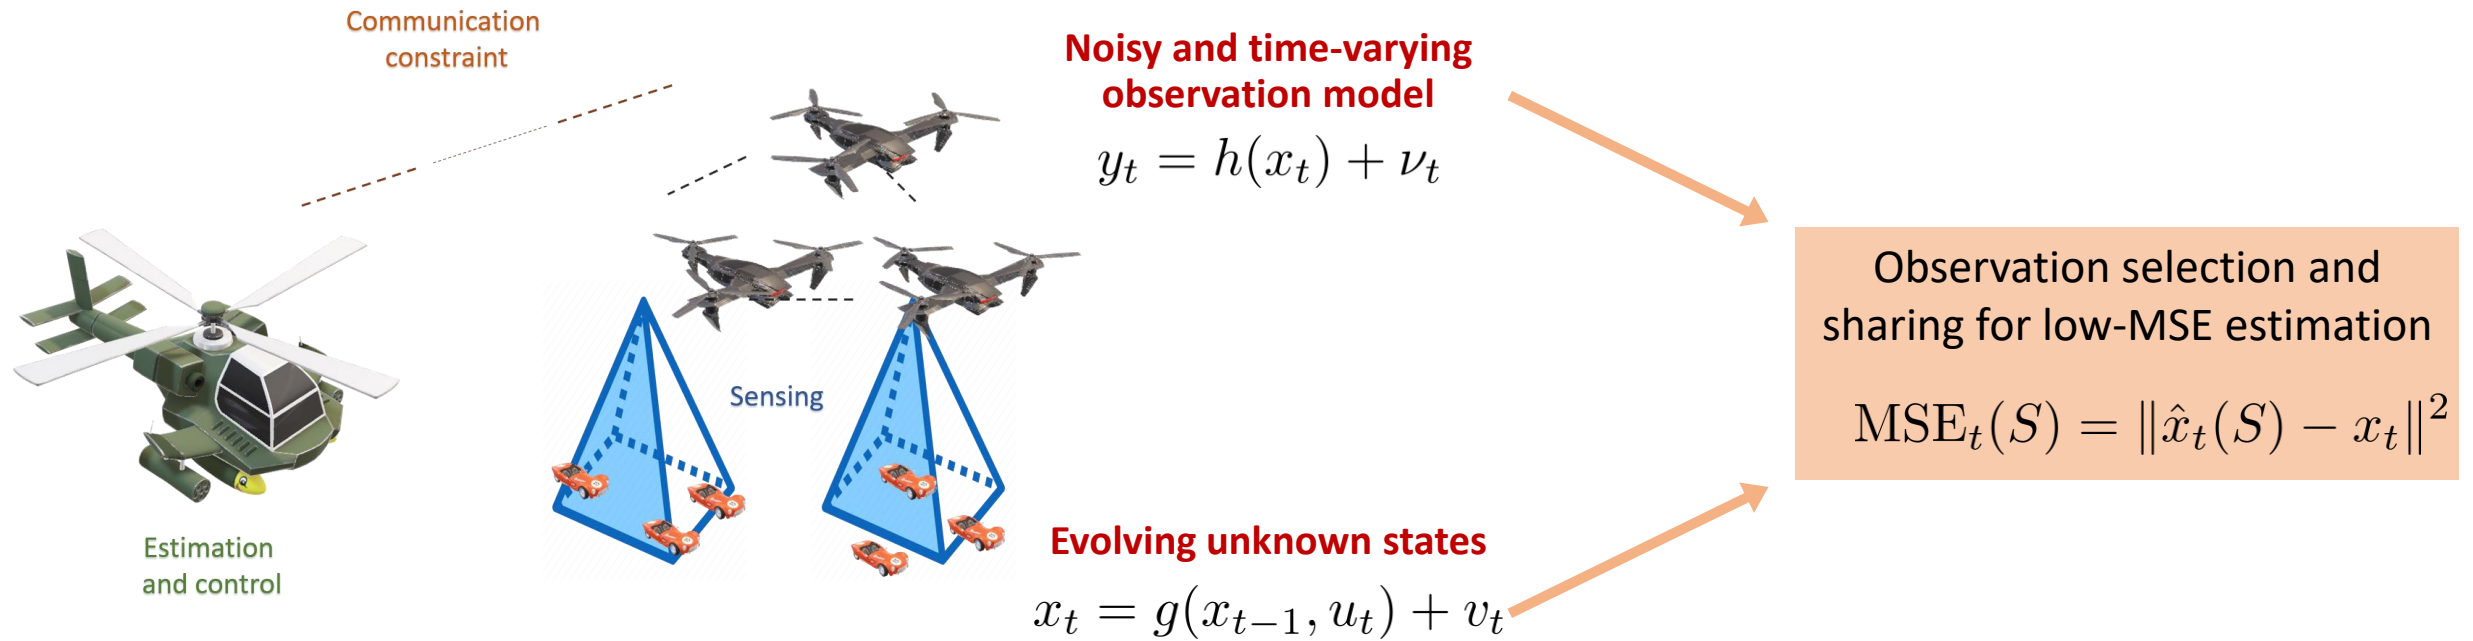 Communication
constraint
Noisy and time-varying
observation model
y_t = h(x_t) + ν_t
Sensing
Estimation
and control
Evolving unknown states
x_t = g(x_{t−1}, u_t) + v_t
Observation selection and
sharing for low-MSE estimation
MSE_t(S) = ‖x̂_t(S) − x_t‖²